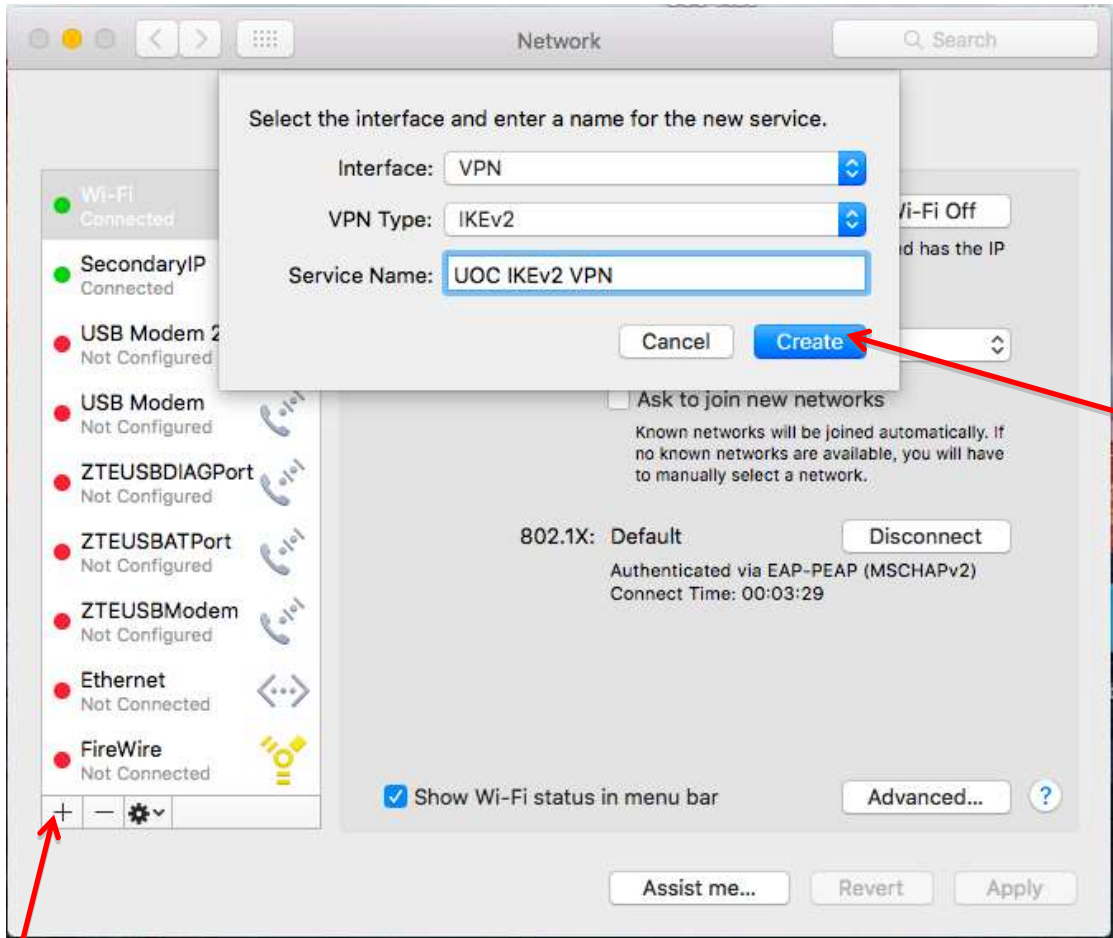 Network
Search
Select the interface and enter a name for the new service.
Interface: VPN
VPN Type: IKEv2
Service Name: UOC IKEv2 VPN
Cancel Create
Wi-Fi
Connected
SecondaryIP
Connected
USB Modem 2
Not Configured
USB Modem
Not Configured
ZTEUSBDIAGPort
Not Configured
ZTEUSBATPort
Not Configured
ZTEUSBModem
Not Configured
Ethernet
Not Connected
FireWire
Not Connected
/i-Fi Off
d has the IP
Ask to join new networks
Known networks will be joined automatically. If
no known networks are available, you will have
to manually select a network.
802.1X: Default Disconnect
Authenticated via EAP-PEAP (MSCHAPv2)
Connect Time: 00:03:29
Show Wi-Fi status in menu bar Advanced... ?
Assist me... Revert Apply